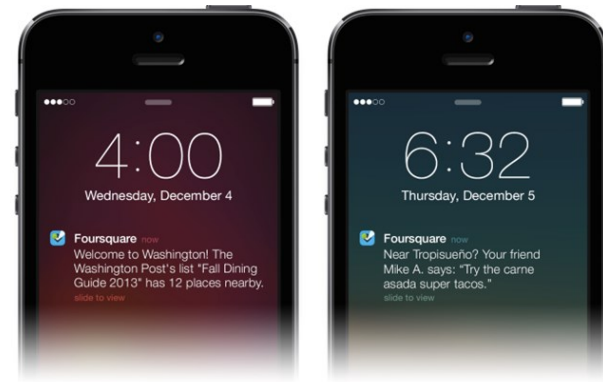 4:00
Wednesday, December 4
Foursquare now
Welcome to Washington! The
Washington Post's list "Fall Dining
Guide 2013" has 12 places nearby.
slide to view
6:32
Thursday, December 5
Foursquare now
Near Tropisueño? Your friend
Mike A. says: "Try the carne
asada super tacos."
slide to view